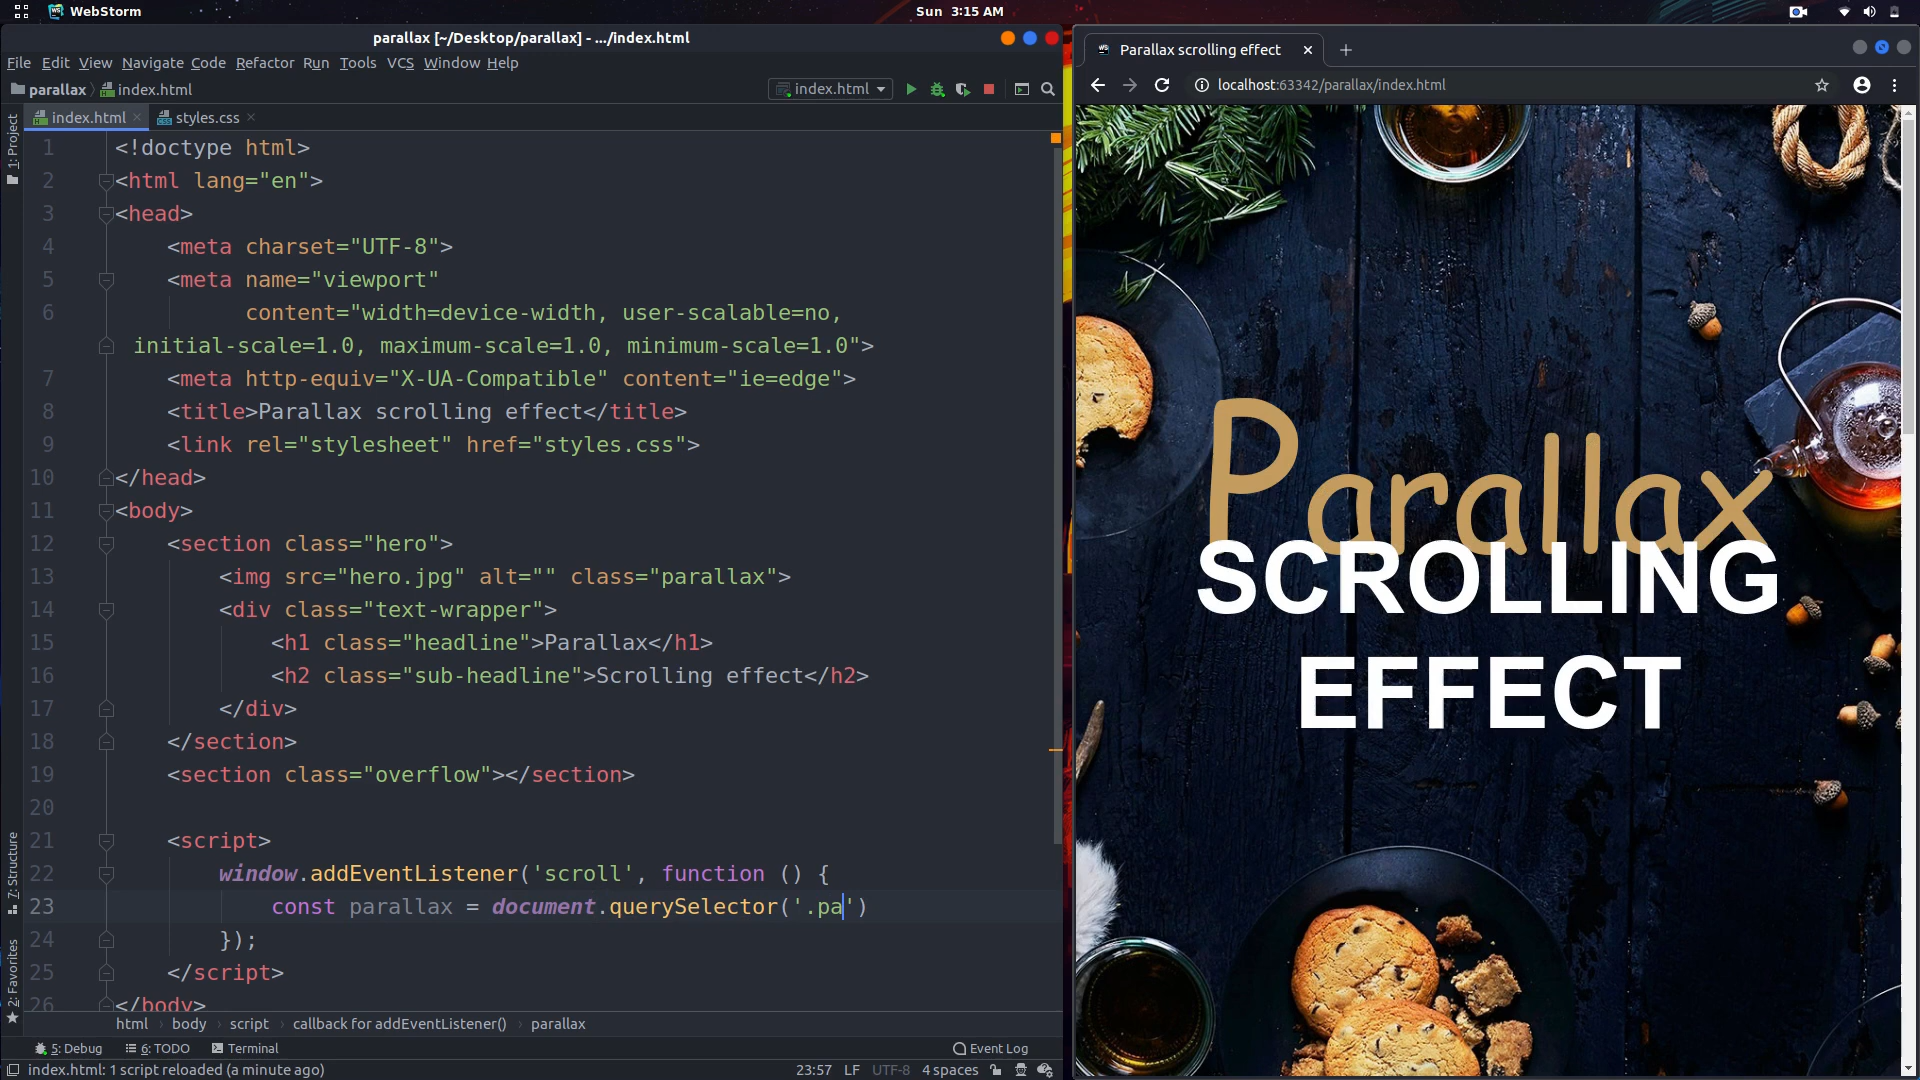 WebStorm
Sun 3:15 AM
parallax [~/Desktop/parallax] - .../index.html
File Edit View Navigate Code Refactor Run Tools VCS Window Help
parallax index.html
index.html
index.html styles.css
1: Project
7: Structure
2: Favorites
1 <!doctype html>
2 <html lang="en">
3 <head>
4 <meta charset="UTF-8">
5 <meta name="viewport"
6 content="width=device-width, user-scalable=no,
initial-scale=1.0, maximum-scale=1.0, minimum-scale=1.0">
7 <meta http-equiv="X-UA-Compatible" content="ie=edge">
8 <title>Parallax scrolling effect</title>
9 <link rel="stylesheet" href="styles.css">
10 </head>
11 <body>
12 <section class="hero">
13 <img src="hero.jpg" alt="" class="parallax">
14 <div class="text-wrapper">
15 <h1 class="headline">Parallax</h1>
16 <h2 class="sub-headline">Scrolling effect</h2>
17 </div>
18 </section>
19 <section class="overflow"></section>
20
21 <script>
22 window.addEventListener('scroll', function () {
23 const parallax = document.querySelector('.pa')
24 });
25 </script>
26 </body>
html body script callback for addEventListener() parallax
5: Debug 6: TODO Terminal Event Log
index.html: 1 script reloaded (a minute ago) 23:57 LF UTF-8 4 spaces
Parallax scrolling effect
localhost:63342/parallax/index.html
Parallax
SCROLLING
EFFECT